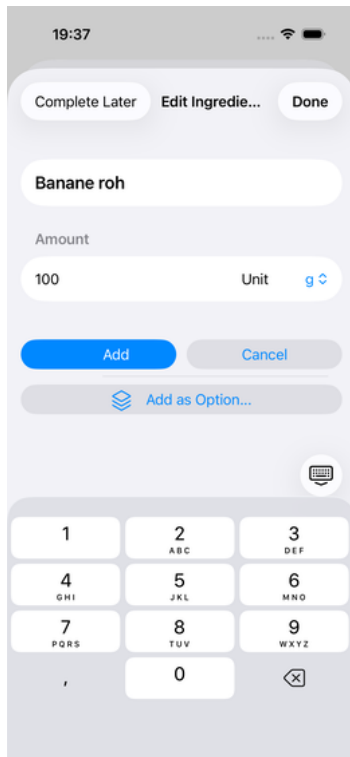 19:37
Complete Later Edit Ingredie... Done
Banane roh
Amount
100 Unit g
Add Cancel
Add as Option...
1 2 ABC 3 DEF
4 GHI 5 JKL 6 MNO
7 PQRS 8 TUV 9 WXYZ
, 0